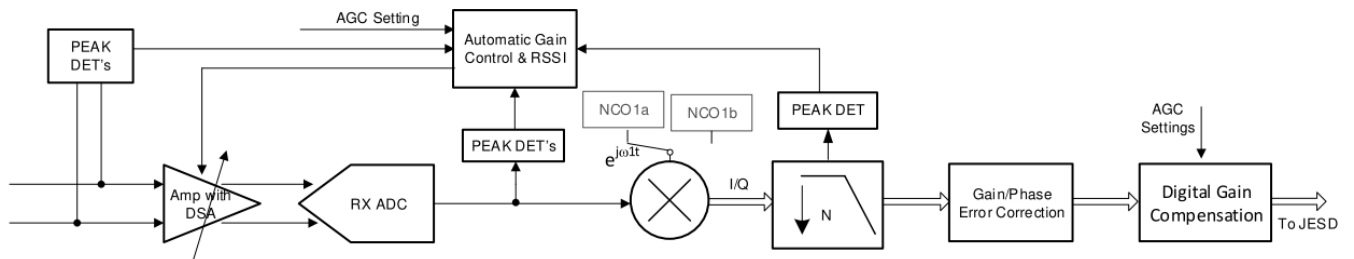 AGC Setting
PEAK
DET's
Automatic Gain
Control & RSSI
NCO1a
NCO1b
PEAK DET
AGC
Settings
PEAK DET's
e^jω1t
Amp with
DSA
RX ADC
I/Q
N
Gain/Phase
Error Correction
Digital Gain
Compensation
To JESD